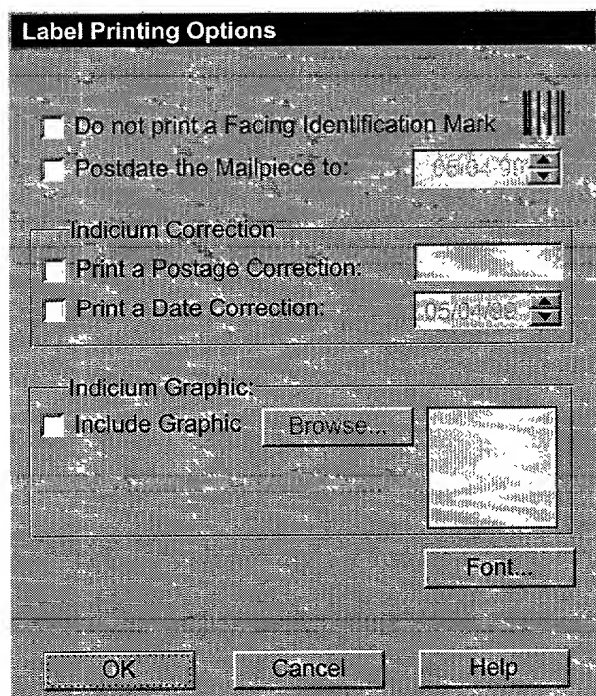 Label Printing Options
Do not print a Facing Identification Mark
Postdate the Mailpiece to:
Indicium Correction
Print a Postage Correction:
Print a Date Correction:
Indicium Graphic:
Include Graphic Browse...
Font...
OK Cancel Help